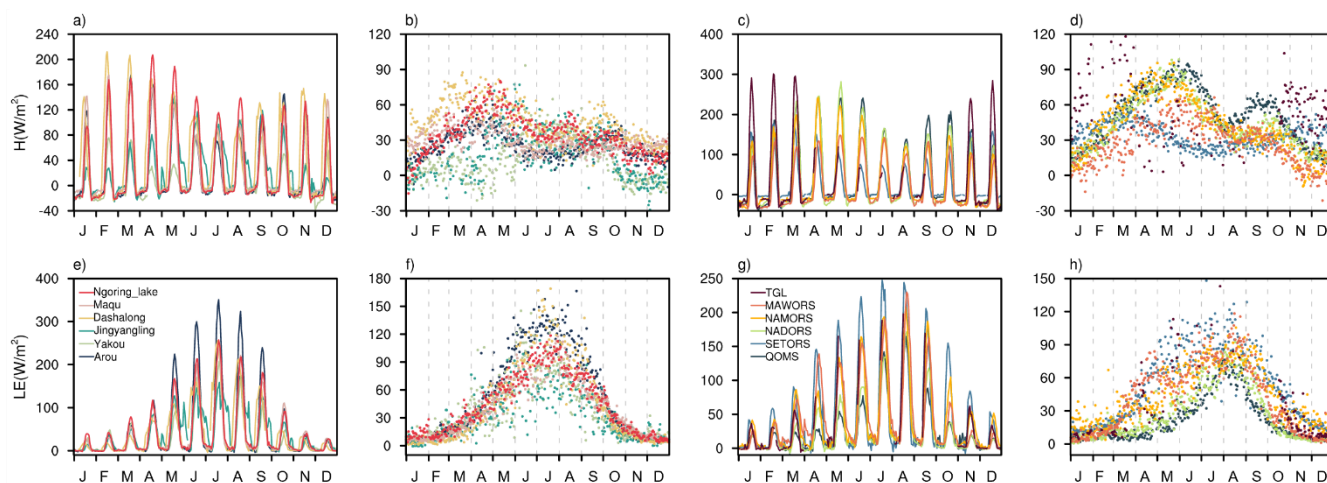 a) b) c) d)
H(W/m²)
240
200
160
120
80
40
0
-40
J F M A M J J A S O N D
120
90
60
30
0
-30
J F M A M J J A S O N D
400
300
200
100
0
J F M A M J J A S O N D
120
90
60
30
0
-30
J F M A M J J A S O N D
e) f) g) h)
LE(W/m²)
400
300
200
100
0
Ngoring_lake
Maqu
Dashalong
Jingyangling
Yakou
Arou
J F M A M J J A S O N D
180
150
120
90
60
30
0
J F M A M J J A S O N D
250
200
150
100
50
0
TGL
MAWORS
NAMORS
NADORS
SETORS
QOMS
J F M A M J J A S O N D
150
120
90
60
30
0
J F M A M J J A S O N D